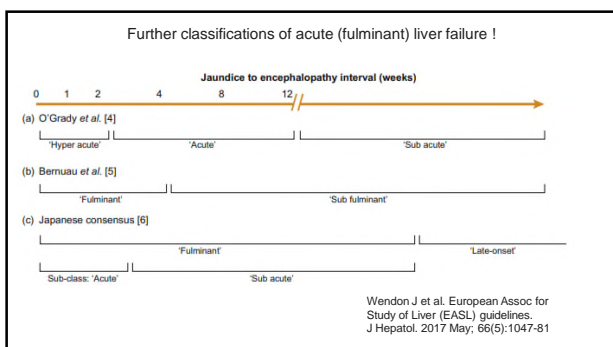 Further classifications of acute (fulminant) liver failure !
Jaundice to encephalopathy interval (weeks)
0 1 2 4 8 12
(a) O'Grady et al. [4]
'Hyper acute' 'Acute' 'Sub acute'
(b) Bernuau et al. [5]
'Fulminant' 'Sub fulminant'
(c) Japanese consensus [6]
'Fulminant' 'Late-onset'
Sub-class: 'Acute' 'Sub acute'
Wendon J et al. European Assoc for
Study of Liver (EASL) guidelines.
J Hepatol. 2017 May; 66(5):1047-81